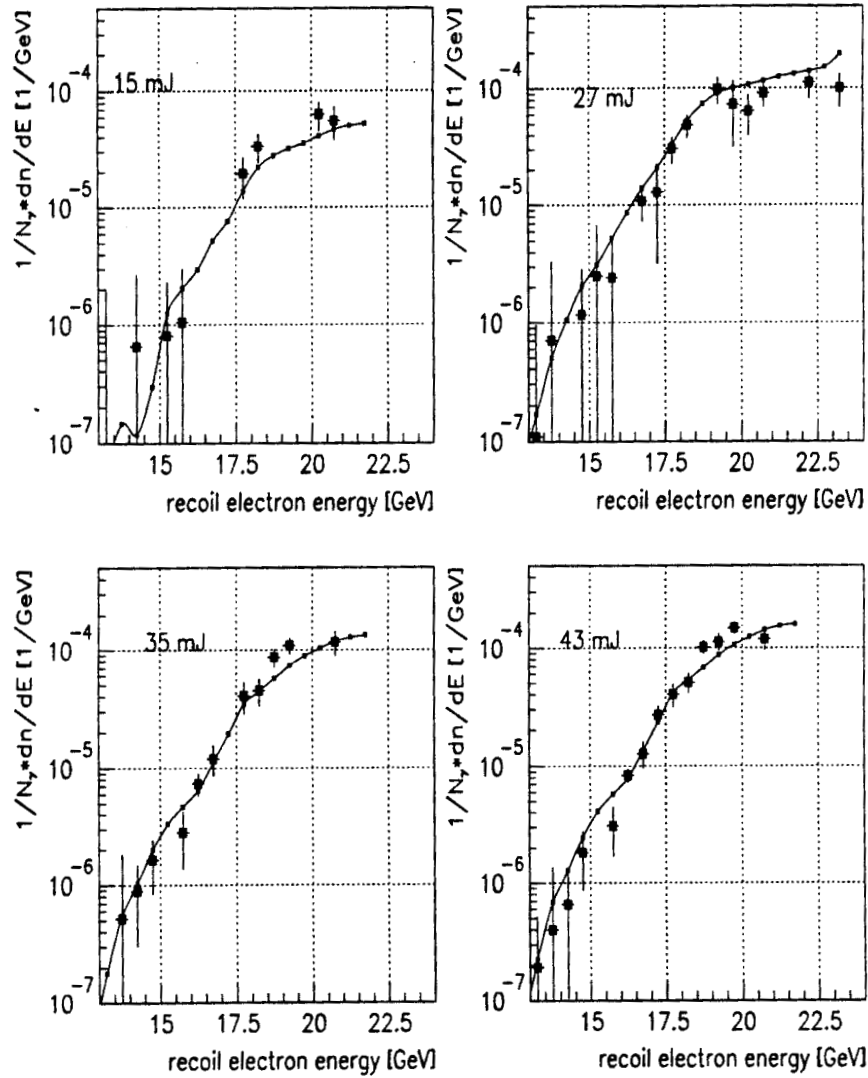 1/Nγ*dn/dE [1/GeV]
10⁻⁴
10⁻⁵
10⁻⁶
10⁻⁷
15 mJ
15 17.5 20 22.5
recoil electron energy [GeV]
1/Nγ*dn/dE [1/GeV]
10⁻⁴
10⁻⁵
10⁻⁶
10⁻⁷
27 mJ
15 17.5 20 22.5
recoil electron energy [GeV]
1/Nγ*dn/dE [1/GeV]
10⁻⁴
10⁻⁵
10⁻⁶
10⁻⁷
35 mJ
15 17.5 20 22.5
recoil electron energy [GeV]
1/Nγ*dn/dE [1/GeV]
10⁻⁴
10⁻⁵
10⁻⁶
10⁻⁷
43 mJ
15 17.5 20 22.5
recoil electron energy [GeV]